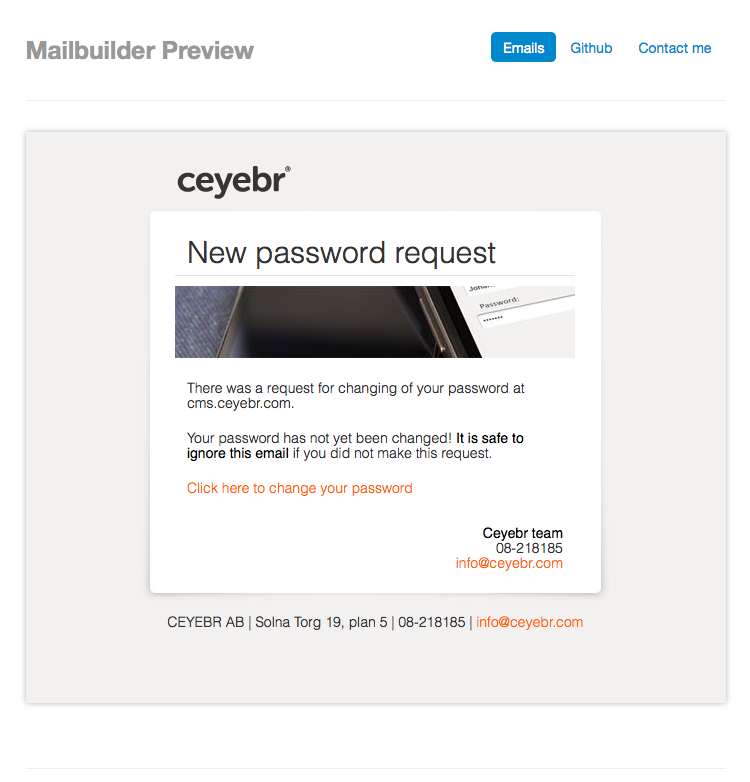 Mailbuilder Preview
Emails Github Contact me
ceyebr®
New password request
Password:
•••••••
There was a request for changing of your password at
cms.ceyebr.com.
Your password has not yet been changed! It is safe to
ignore this email if you did not make this request.
Click here to change your password
Ceyebr team
08-218185
info@ceyebr.com
CEYEBR AB | Solna Torg 19, plan 5 | 08-218185 | info@ceyebr.com